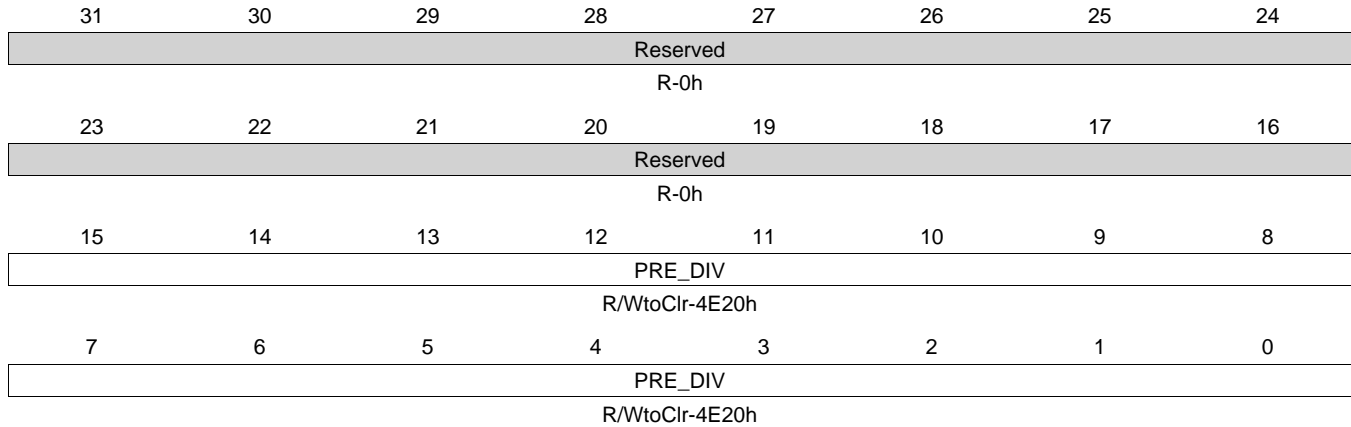 31 30 29 28 27 26 25 24
Reserved
R-0h
23 22 21 20 19 18 17 16
Reserved
R-0h
15 14 13 12 11 10 9 8
PRE_DIV
R/WtoClr-4E20h
7 6 5 4 3 2 1 0
PRE_DIV
R/WtoClr-4E20h